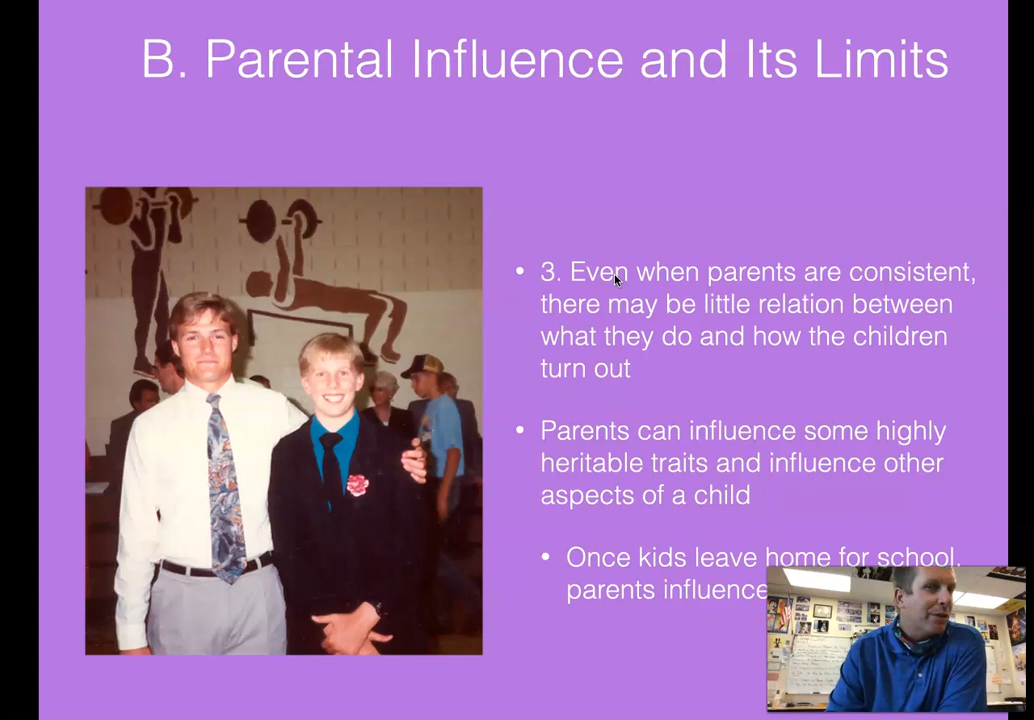 B. Parental Influence and Its Limits
• 3. Even when parents are consistent,
there may be little relation between
what they do and how the children
turn out
• Parents can influence some highly
heritable traits and influence other
aspects of a child
• Once kids leave home for school,
parents influence